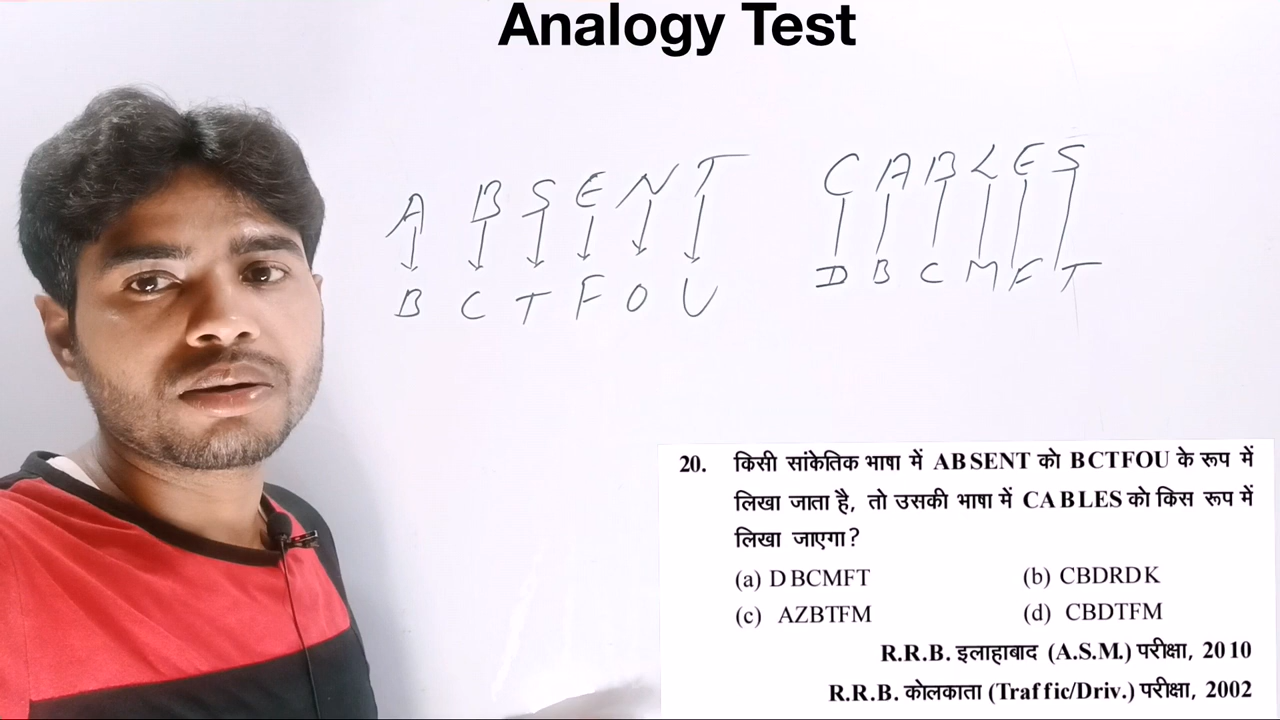 Analogy Test
A B S E N T   C A B L E S
B C T F O U   D B C M F T
20. किसी सांकेतिक भाषा में ABSENT को BCTFOU के रूप में
लिखा जाता है, तो उसकी भाषा में CABLES को किस रूप में
लिखा जाएगा?
(a) DBCMFT (b) CBDRDK
(c) AZBTFM (d) CBDTFM
R.R.B. इलाहाबाद (A.S.M.) परीक्षा, 2010
R.R.B. कोलकाता (Traffic/Driv.) परीक्षा, 2002